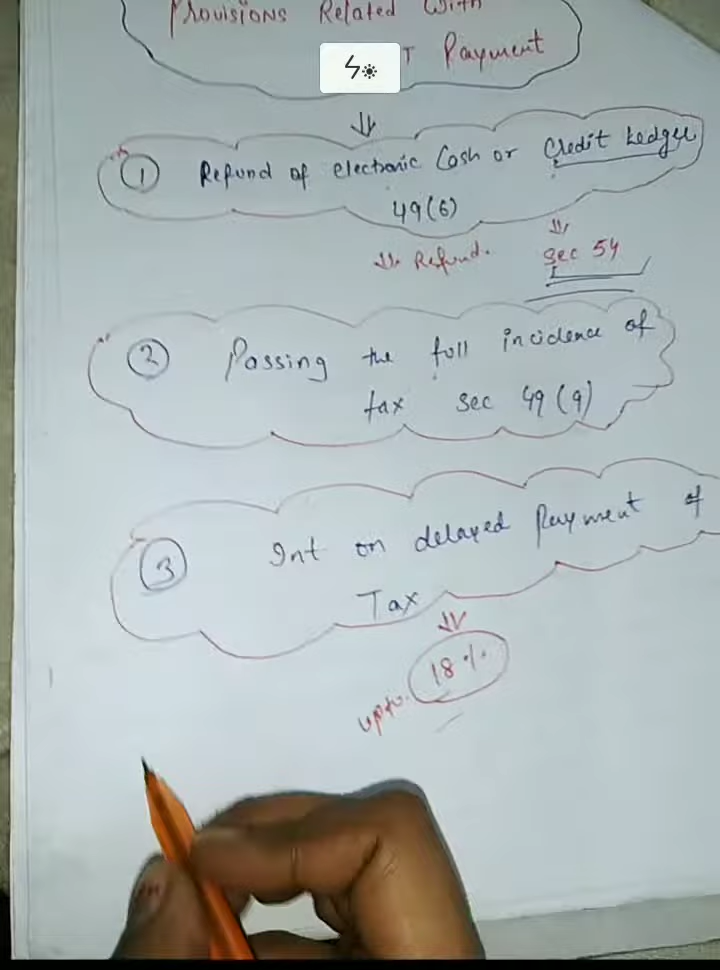 Provisions Related With
T Payment
① Refund of electronic Cash or Credit Ledger
49(6)
Refund.
Sec 54
② Passing the full incidence of
tax Sec 49(9)
③ Int on delayed Payment of
Tax
upto. 18%